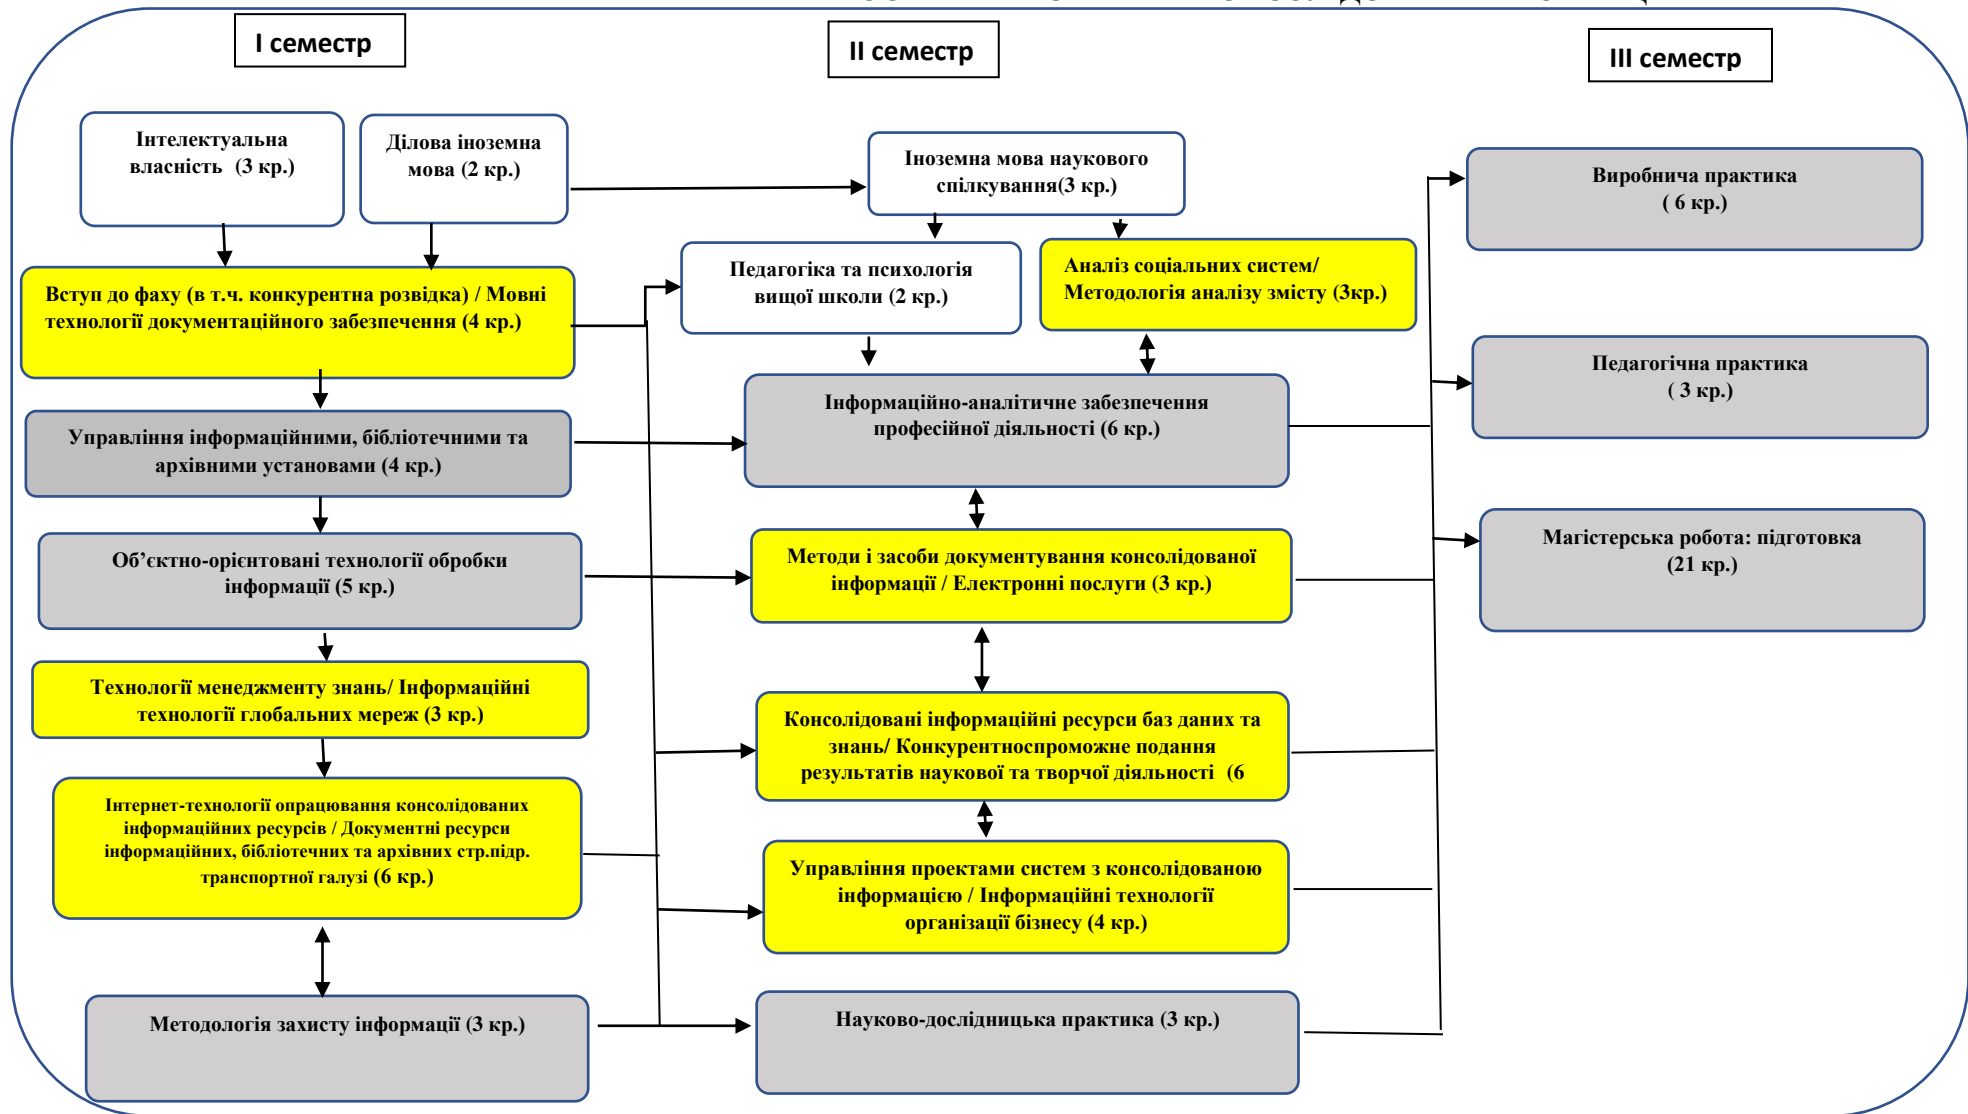 І семестр
ІІ семестр
ІІІ семестр
Інтелектуальна
власність (3 кр.)
Ділова іноземна
мова (2 кр.)
Іноземна мова наукового
спілкування(3 кр.)
Виробнича практика
( 6 кр.)
Вступ до фаху (в т.ч. конкурентна розвідка) / Мовні
технології документаційного забезпечення (4 кр.)
Педагогіка та психологія
вищої школи (2 кр.)
Аналіз соціальних систем/
Методологія аналізу змісту (3кр.)
Педагогічна практика
( 3 кр.)
Управління інформаційними, бібліотечними та
архівними установами (4 кр.)
Інформаційно-аналітичне забезпечення
професійної діяльності (6 кр.)
Об’єктно-орієнтовані технології обробки
інформації (5 кр.)
Методи і засоби документування консолідованої
інформації / Електронні послуги (3 кр.)
Магістерська робота: підготовка
(21 кр.)
Технології менеджменту знань/ Інформаційні
технології глобальних мереж (3 кр.)
Консолідовані інформаційні ресурси баз даних та
знань/ Конкурентноспроможне подання
результатів наукової та творчої діяльності (6
Інтернет-технології опрацювання консолідованих
інформаційних ресурсів / Документні ресурси
інформаційних, бібліотечних та архівних стр.підр.
транспортної галузі (6 кр.)
Управління проектами систем з консолідованою
інформацією / Інформаційні технології
організації бізнесу (4 кр.)
Методологія захисту інформації (3 кр.)
Науково-дослідницька практика (3 кр.)